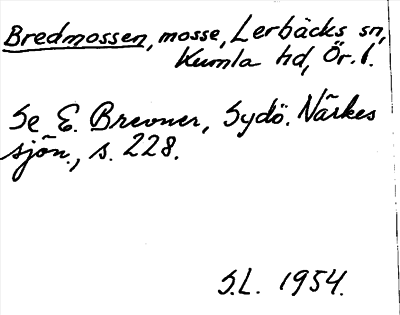 Bredmossen, mosse, Lerbäcks sn,
Kumla hd, Ör. l.
Se E. Brevner, Sydö. Närkes
sjön., s. 228.
S.L. 1954.